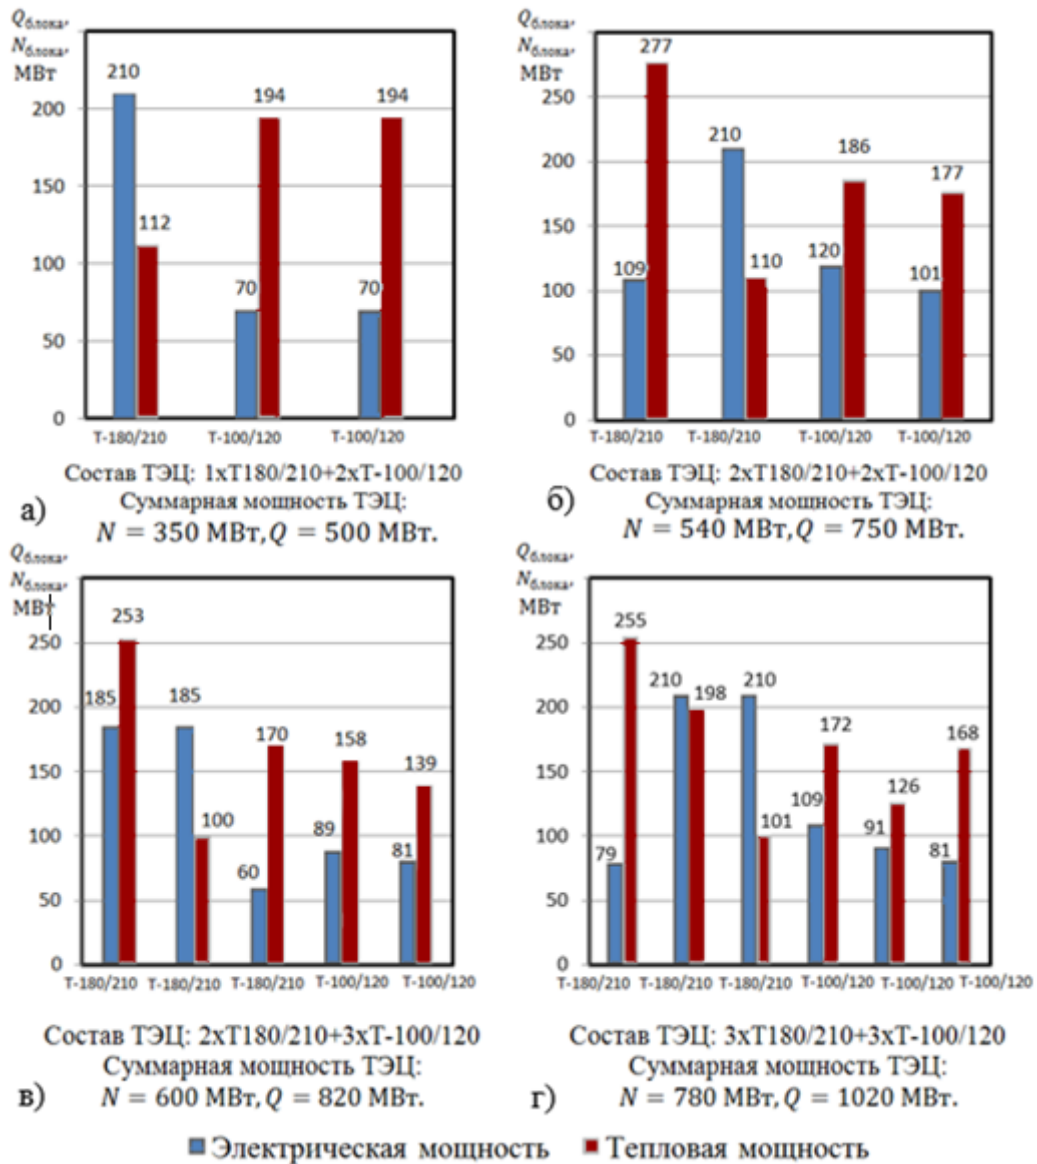 Qблока,
Nблока,
МВт
210
194
194
200
150
112
100
70
70
50
0
Т-180/210 Т-100/120 Т-100/120
Состав ТЭЦ: 1хТ180/210+2хТ-100/120
Суммарная мощность ТЭЦ:
а)
N = 350 МВт, Q = 500 МВт.
Qблока,
Nблока,
МВт
277
250
210
200
186
177
150
109
110
120
101
100
50
0
Т-180/210 Т-180/210 Т-100/120 Т-100/120
Состав ТЭЦ: 2хТ180/210+2хТ-100/120
Суммарная мощность ТЭЦ:
б)
N = 540 МВт, Q = 750 МВт.
Qблока,
Nблока,
МВт
253
250
200
185
185
170
158
139
150
100
100
89
81
60
50
0
Т-180/210 Т-180/210 Т-180/210 Т-100/120 Т-100/120
Состав ТЭЦ: 2хТ180/210+3хТ-100/120
Суммарная мощность ТЭЦ:
в)
N = 600 МВт, Q = 820 МВт.
Qблока,
Nблока,
МВт
255
250
210
198
210
200
172
168
150
126
109
101
91
100
79
81
50
0
Т-180/210 Т-180/210 Т-180/210 Т-100/120 Т-100/120 Т-100/120
Состав ТЭЦ: 3хТ180/210+3хТ-100/120
Суммарная мощность ТЭЦ:
г)
N = 780 МВт, Q = 1020 МВт.
Электрическая мощность Тепловая мощность